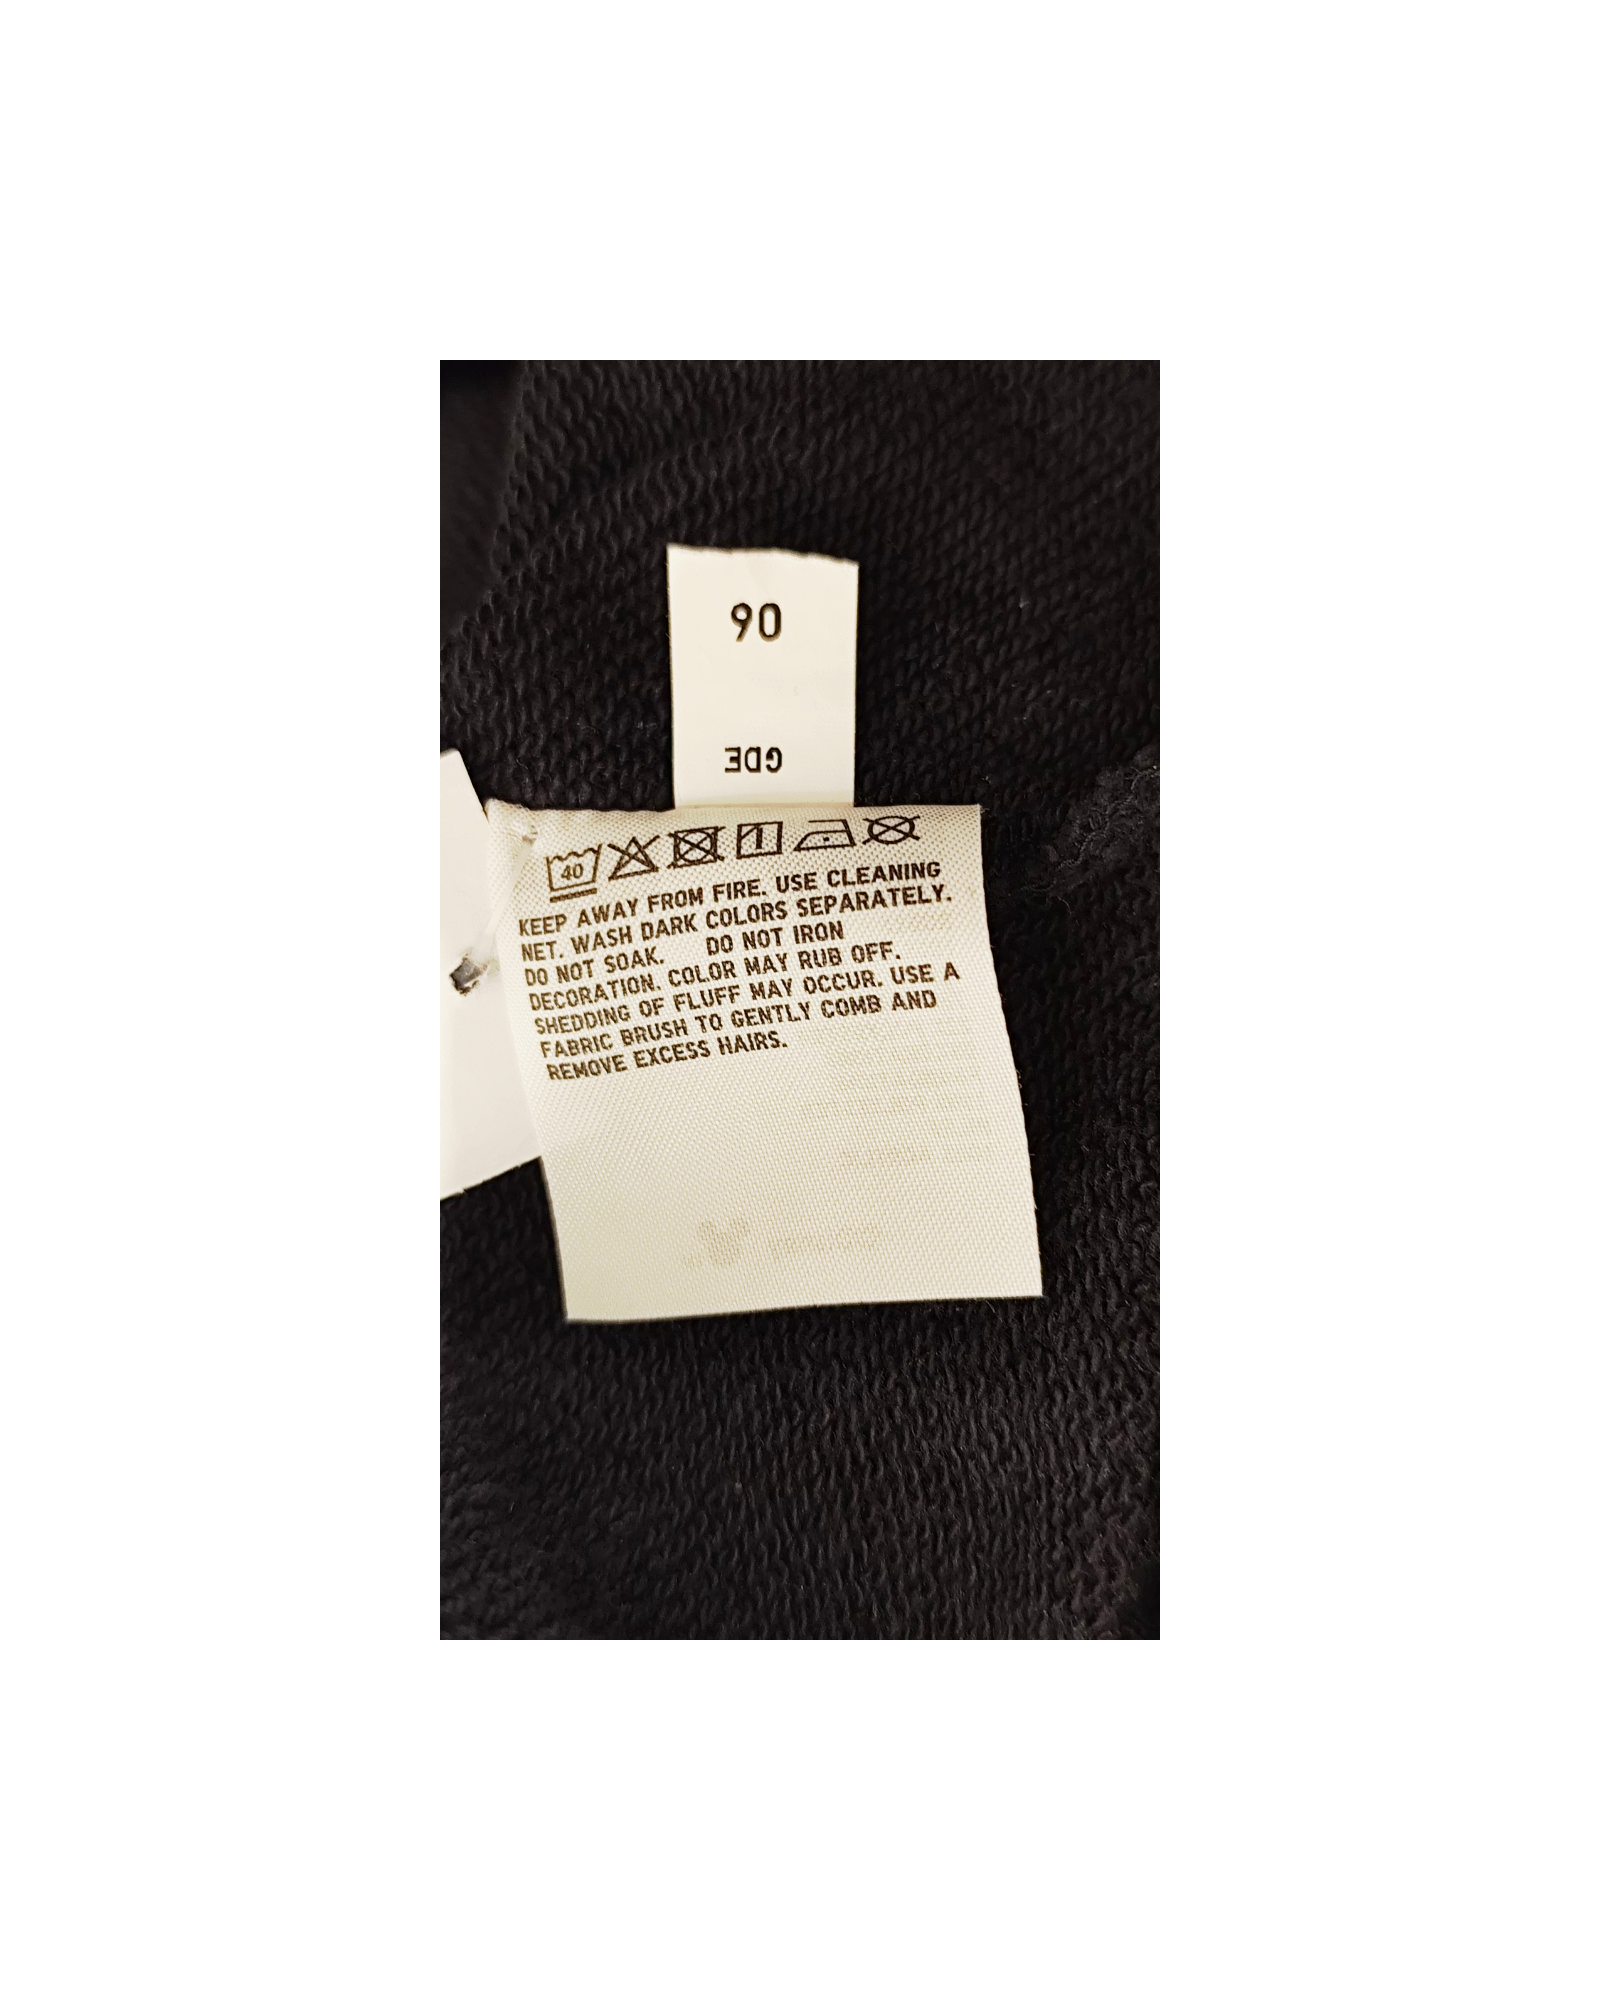 90
GDE
40
KEEP AWAY FROM FIRE. USE CLEANING
NET. WASH DARK COLORS SEPARATELY.
DO NOT SOAK. DO NOT IRON
DECORATION. COLOR MAY RUB OFF.
SHEDDING OF FLUFF MAY OCCUR. USE A
FABRIC BRUSH TO GENTLY COMB AND
REMOVE EXCESS HAIRS.